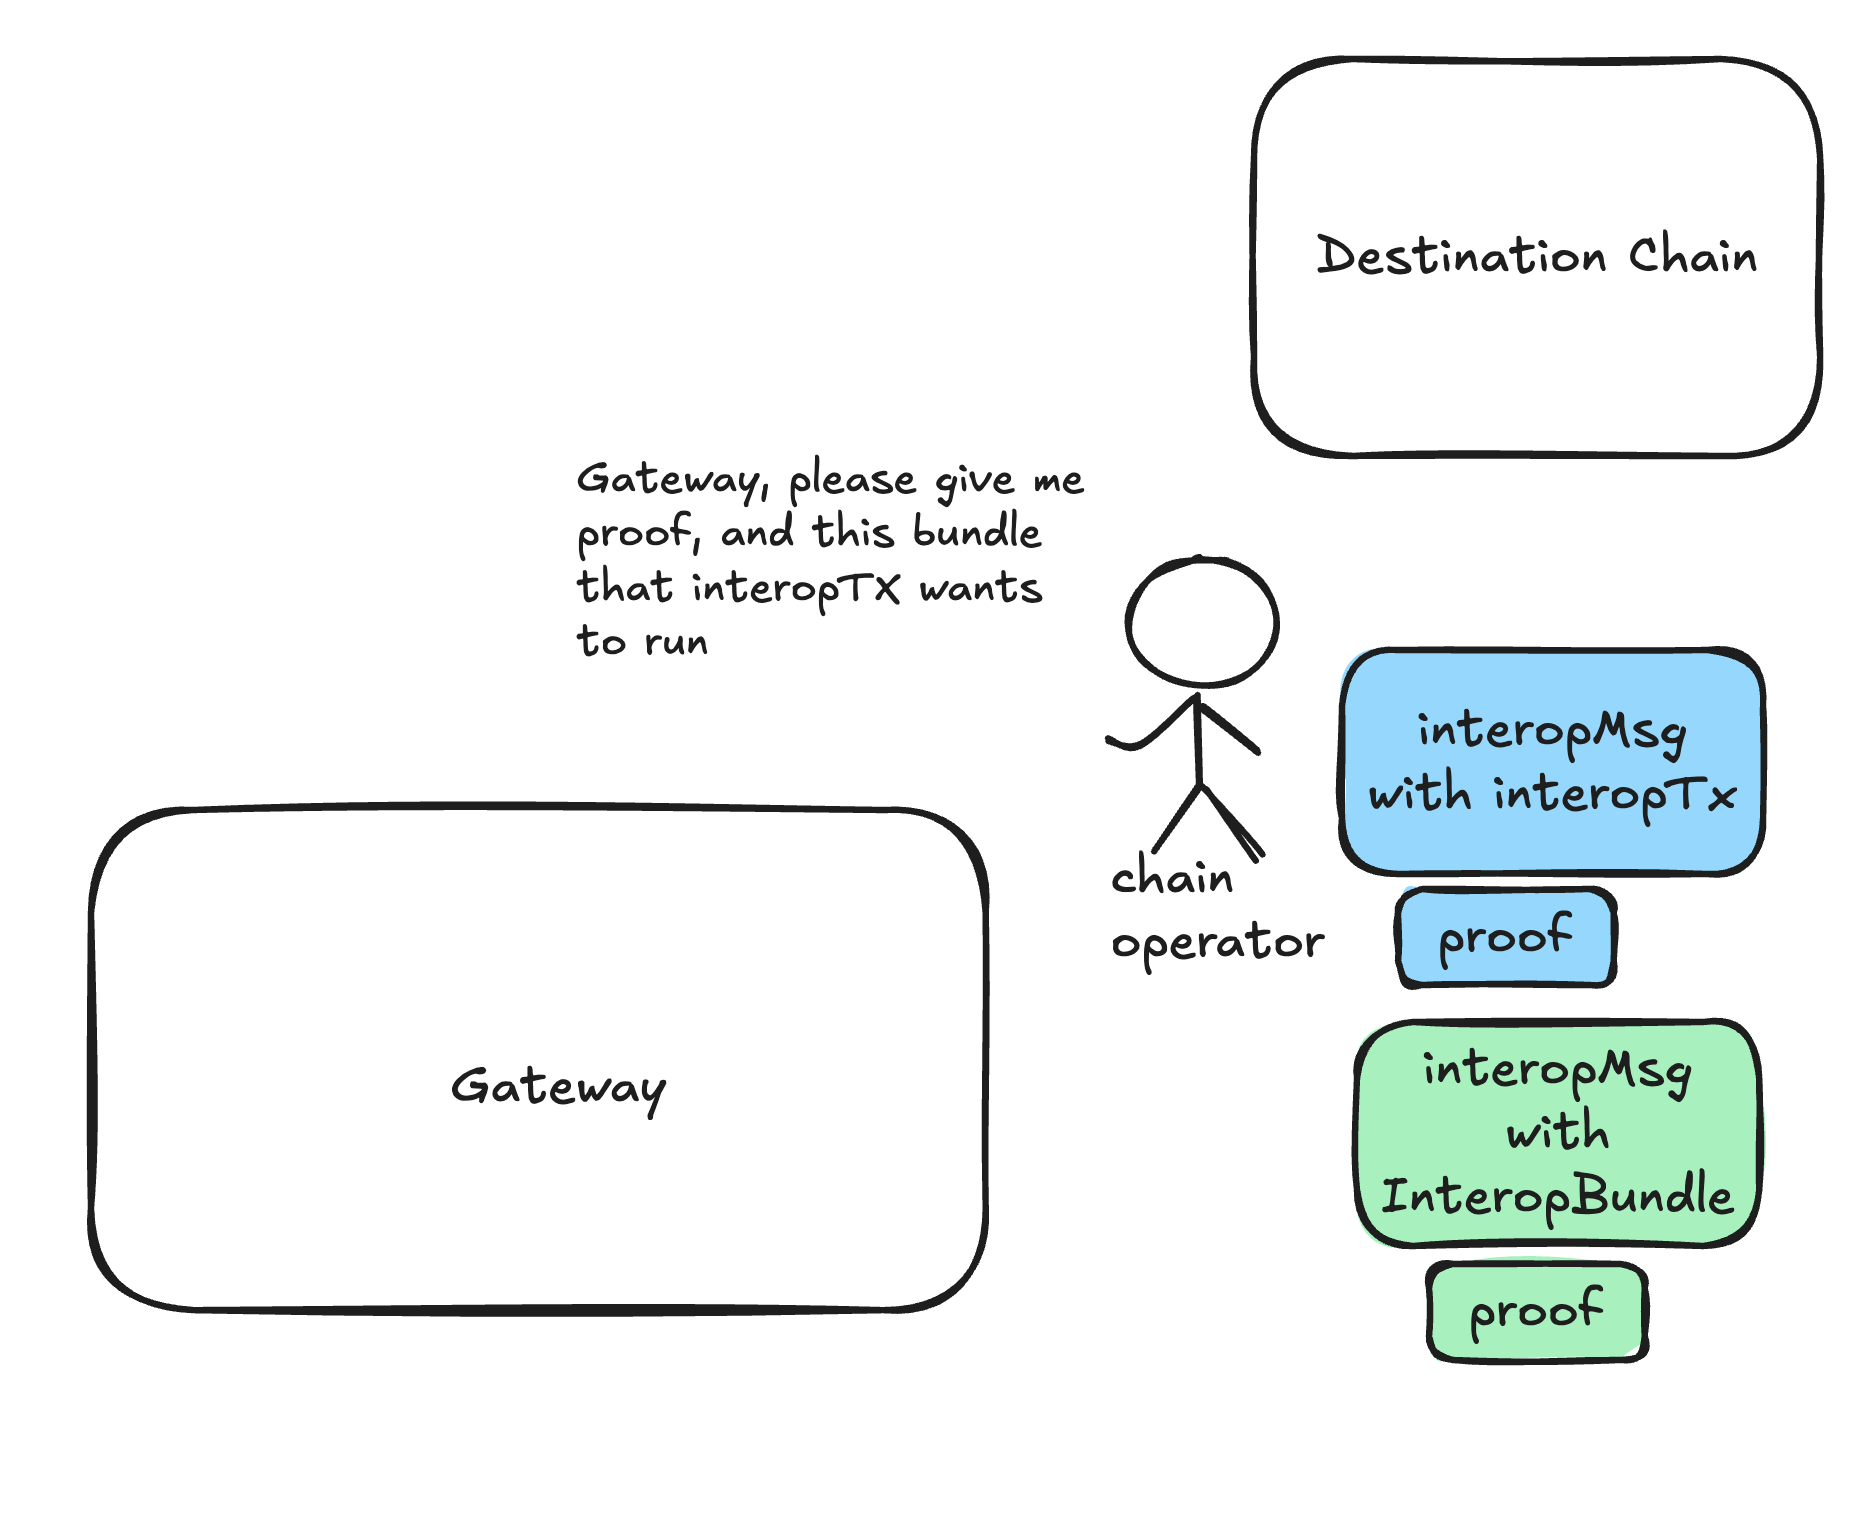 Destination Chain
Gateway, please give me
proof, and this bundle
that interopTX wants
to run
interopMsg
with interopTx
chain
operator
proof
Gateway
interopMsg
with
InteropBundle
proof